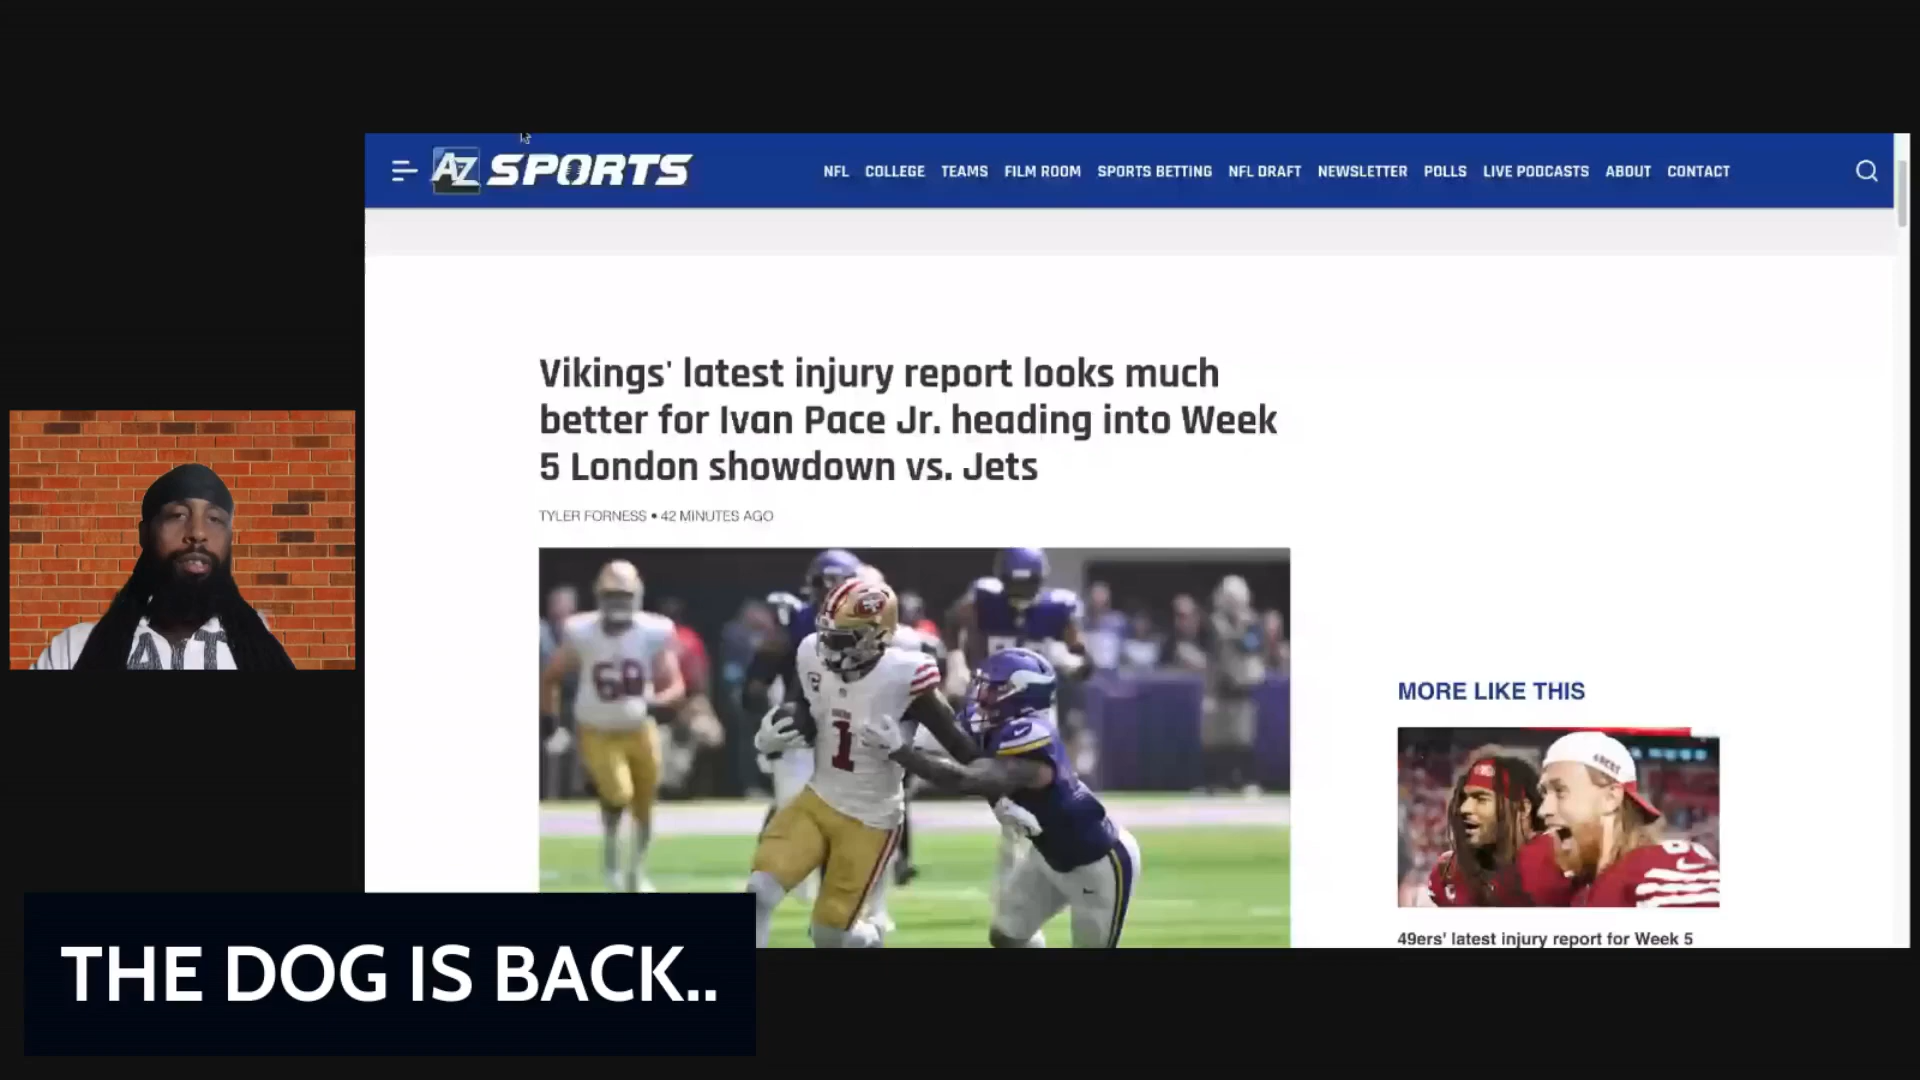 AZ SPORTS
NFL COLLEGE TEAMS FILM ROOM SPORTS BETTING NFL DRAFT NEWSLETTER POLLS LIVE PODCASTS ABOUT CONTACT
Vikings' latest injury report looks much
better for Ivan Pace Jr. heading into Week
5 London showdown vs. Jets
TYLER FORNESS • 42 MINUTES AGO
68
1
MORE LIKE THIS
49ers' latest injury report for Week 5
THE DOG IS BACK..